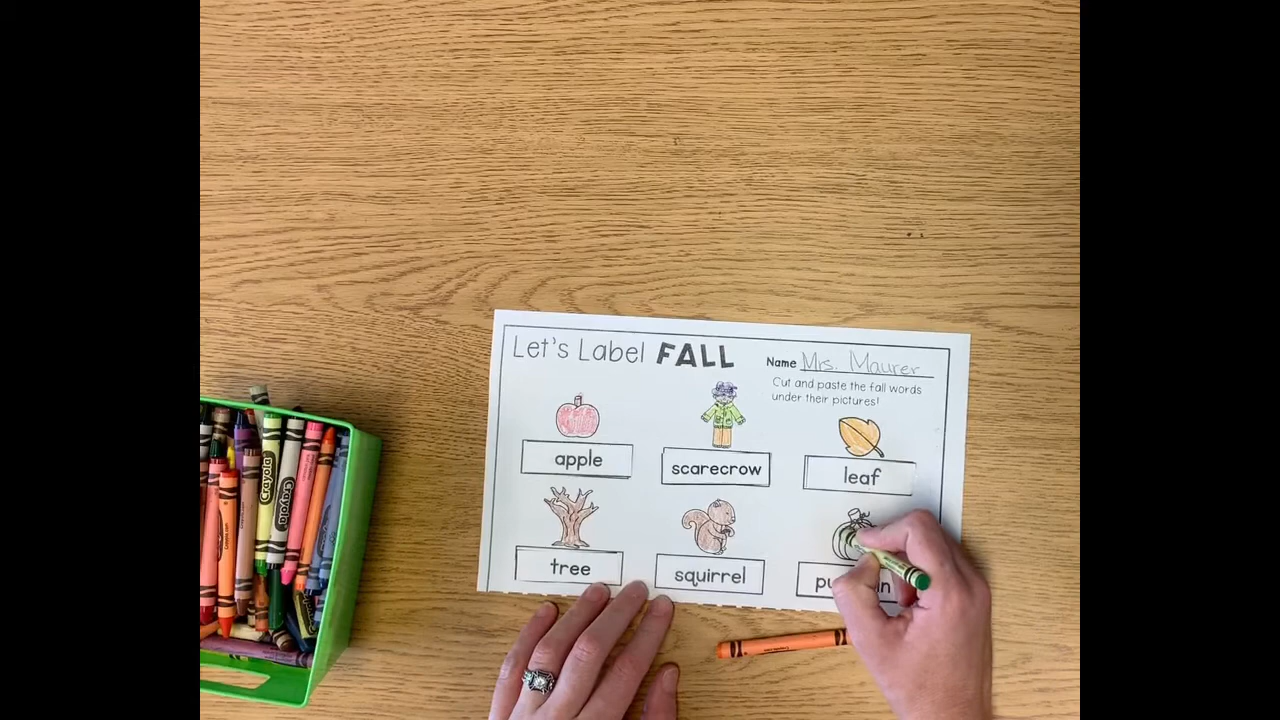 Let's Label FALL
Name Mrs. Maurer
Cut and paste the fall words
under their pictures!
apple
scarecrow
leaf
tree
squirrel
Crayola
Crayola